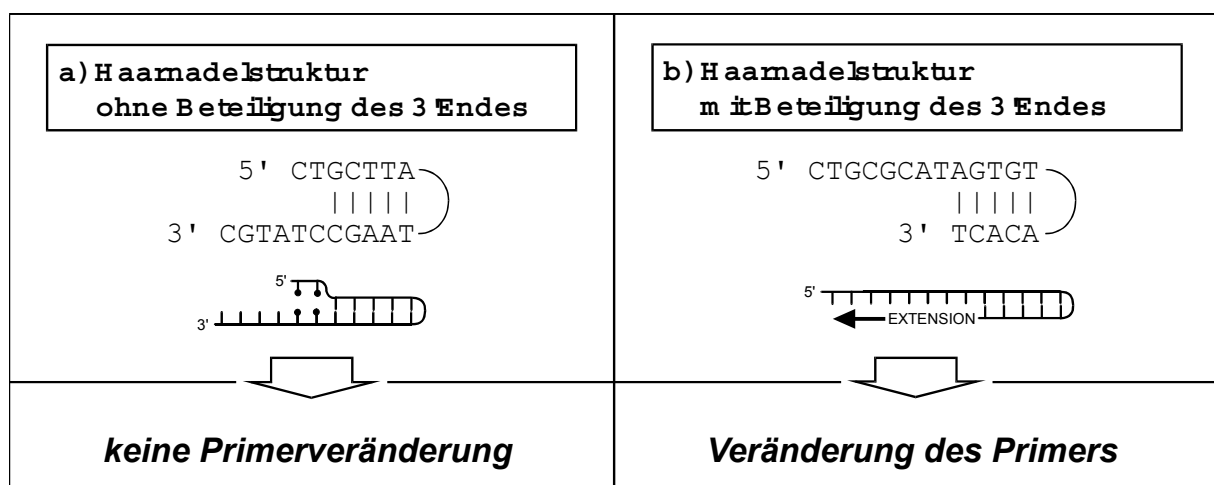 a) Haarnadelstruktur
ohne Beteiligung des 3'Endes
5' CTGCTTA
3' CGTATCCGAAT
5'
3'
keine Primerveränderung
b) Haarnadelstruktur
mit Beteiligung des 3'Endes
5' CTGCGCATAGTGT
3' TCACA
5'
EXTENSION
Veränderung des Primers